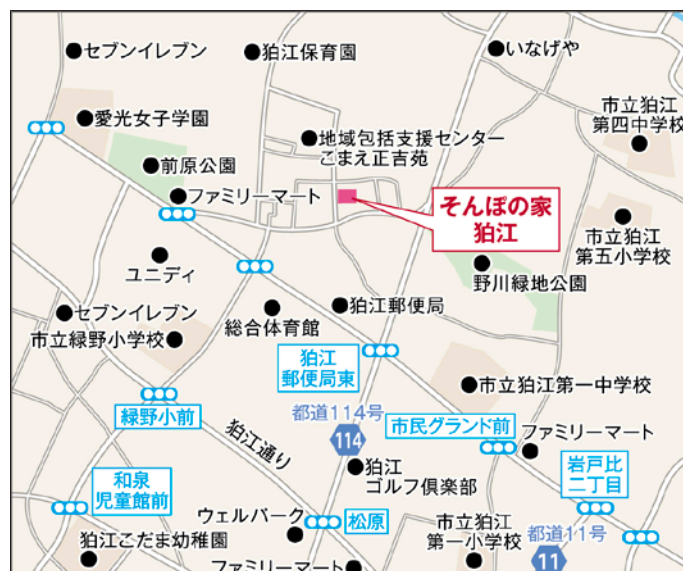 セブンイレブン
狛江保育園
いなげや
愛光女子学園
市立狛江
第四中学校
地域包括支援センター
こまえ正吉苑
前原公園
ファミリーマート
そんぽの家
狛江
市立狛江
第五小学校
ユニディ
野川緑地公園
セブンイレブン
総合体育館
狛江郵便局
市立緑野小学校
狛江
郵便局東
市立狛江第一中学校
緑野小前
都道114号
114
狛江通り
市民グランド前
ファミリーマート
和泉
児童館前
狛江
ゴルフ倶楽部
岩戸比
二丁目
ウェルパーク
松原
市立狛江
第一小学校
都道11号
11
狛江こだま幼稚園
ファミリーマート